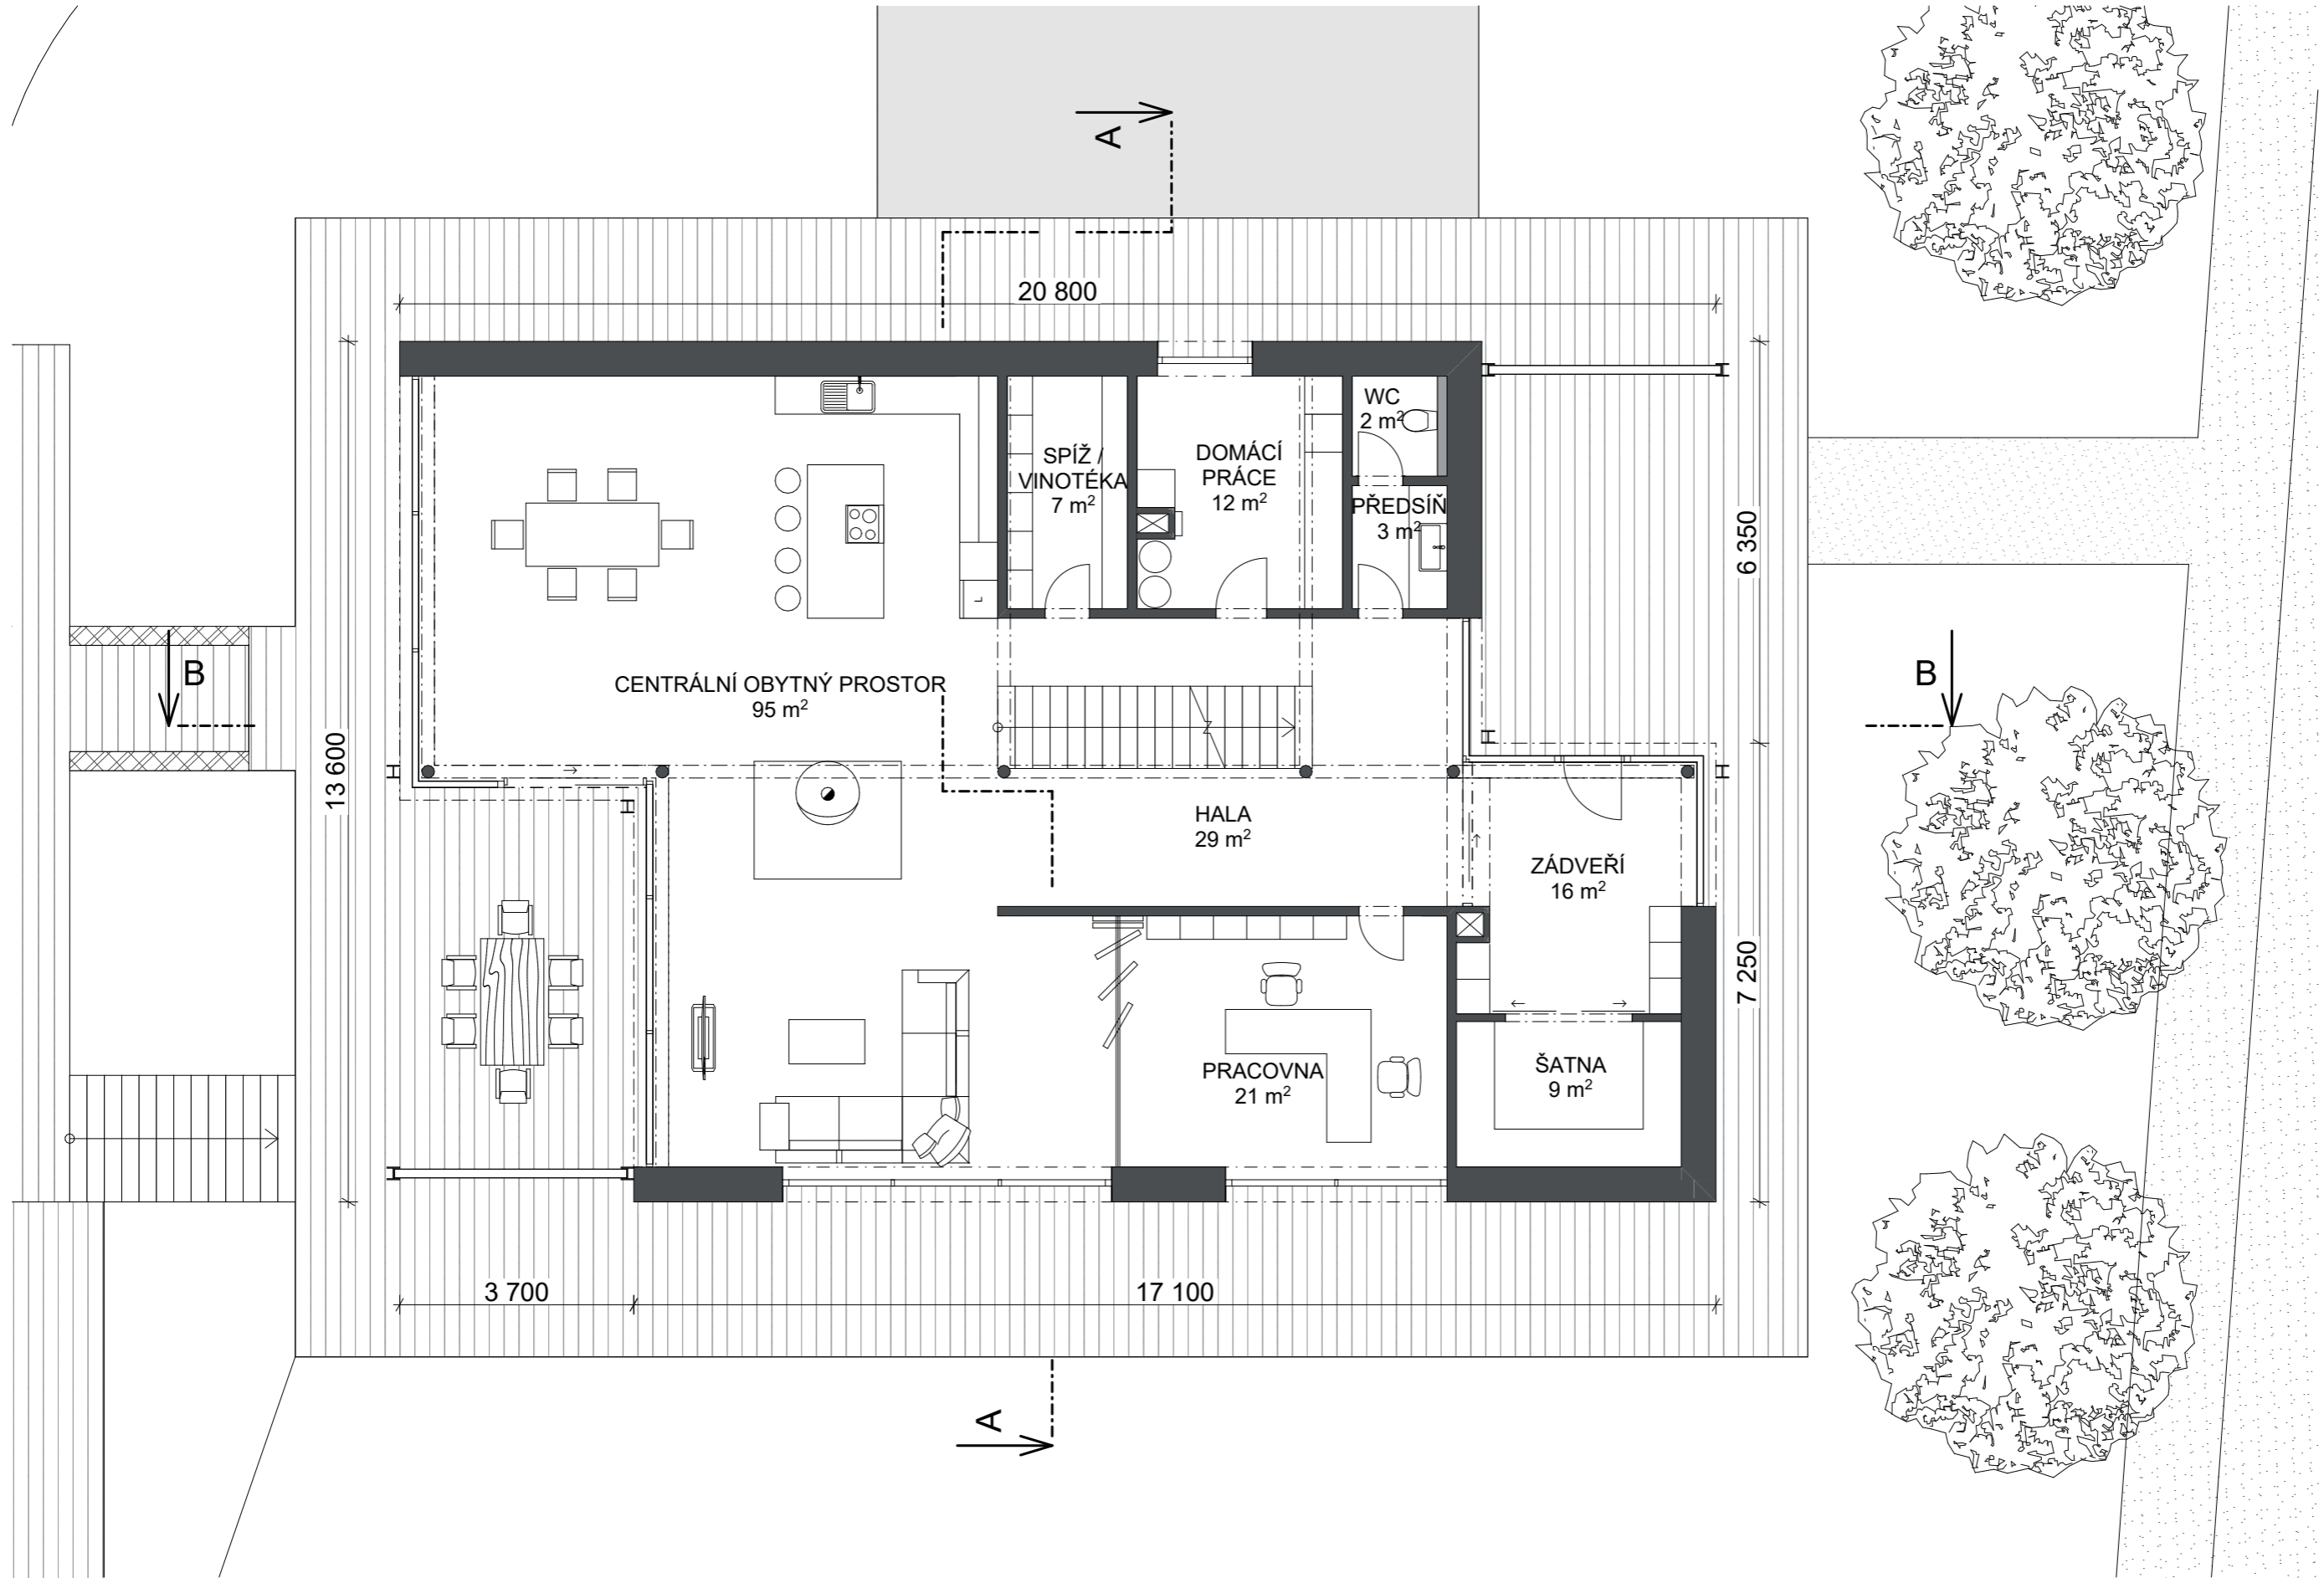 A
20 800
WC
2 m²
SPÍŽ /
VINOTÉKA
7 m²
DOMÁCÍ
PRÁCE
12 m²
PŘEDSÍŇ
3 m²
L
6 350
B
B
CENTRÁLNÍ OBYTNÝ PROSTOR
95 m²
13 600
HALA
29 m²
ZÁDVEŘÍ
16 m²
7 250
PRACOVNA
21 m²
ŠATNA
9 m²
3 700
17 100
A